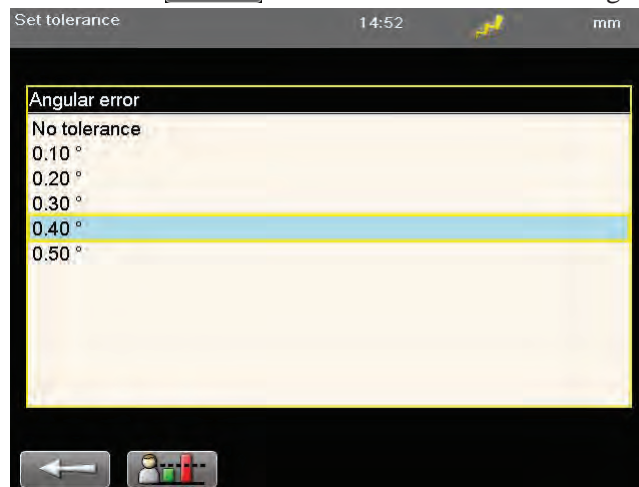 Set tolerance 14:52 mm
Angular error
No tolerance
0.10 °
0.20 °
0.30 °
0.40 °
0.50 °